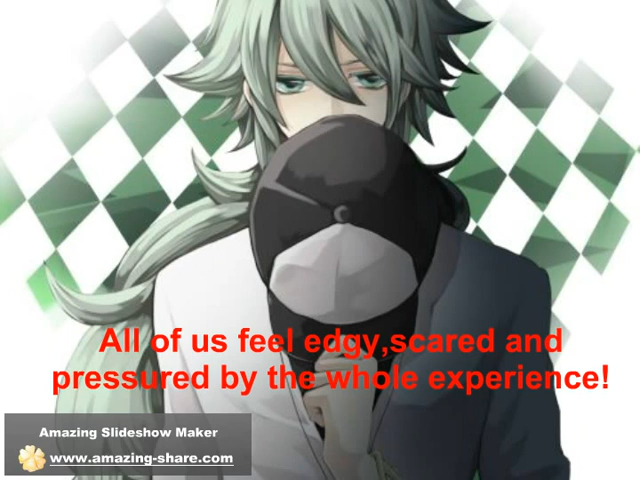 All of us feel edgy,scared and
pressured by the whole experience!
Amazing Slideshow Maker
www.amazing-share.com